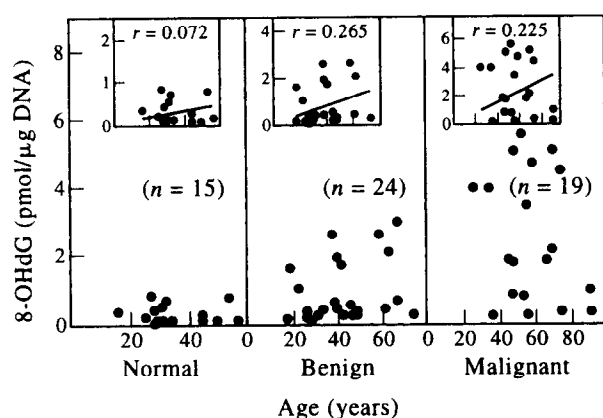 8-OHdG (pmol/μg DNA)
8
6
4
2
0
r = 0.072
2
1
0
(n = 15)
r = 0.265
4
2
0
(n = 24)
r = 0.225
6
4
2
0
(n = 19)
20 40 60 0 20 40 60 0 20 40 60 80
Normal Benign Malignant
Age (years)